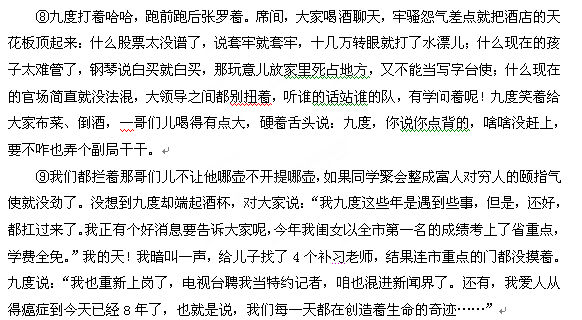 ⑧九度打着哈哈，跑前跑后张罗着。席间，大家喝酒聊天，牢骚怨气差点就把酒店的天
花板顶起来：什么股票太没谱了，说套牢就套牢，十几万转眼就打了水漂儿；什么现在的孩
子太难管了，钢琴说白买就白买，那玩意儿放家里死占地方，又不能当写字台使；什么现在
的官场简直就没法混，大领导之间都别扭着，听谁的话站谁的队，有学问着呢！九度笑着给
大家布菜、倒酒，一哥们儿喝得有点大，硬着舌头说：九度，你说你点背的，啥啥没赶上，
要不咋也弄个副局干干。
⑨我们都拦着那哥们儿不让他哪壶不开提哪壶，如果同学聚会整成富人对穷人的颐指气
使就没劲了。没想到九度却端起酒杯，对大家说：“我九度这些年是遇到些事，但是，还好，
都扛过来了。我正有个好消息要告诉大家呢，今年我闺女以全市第一名的成绩考上了省重点，
学费全免。”我的天！我暗叫一声，给儿子找了 4 个补习老师，结果连市重点的门都没摸着。
九度说：“我也重新上岗了，电视台聘我当特约记者，咱也混进新闻界了。还有，我爱人从
得癌症到今天已经 8 年了，也就是说，我们每一天都在创造着生命的奇迹……”